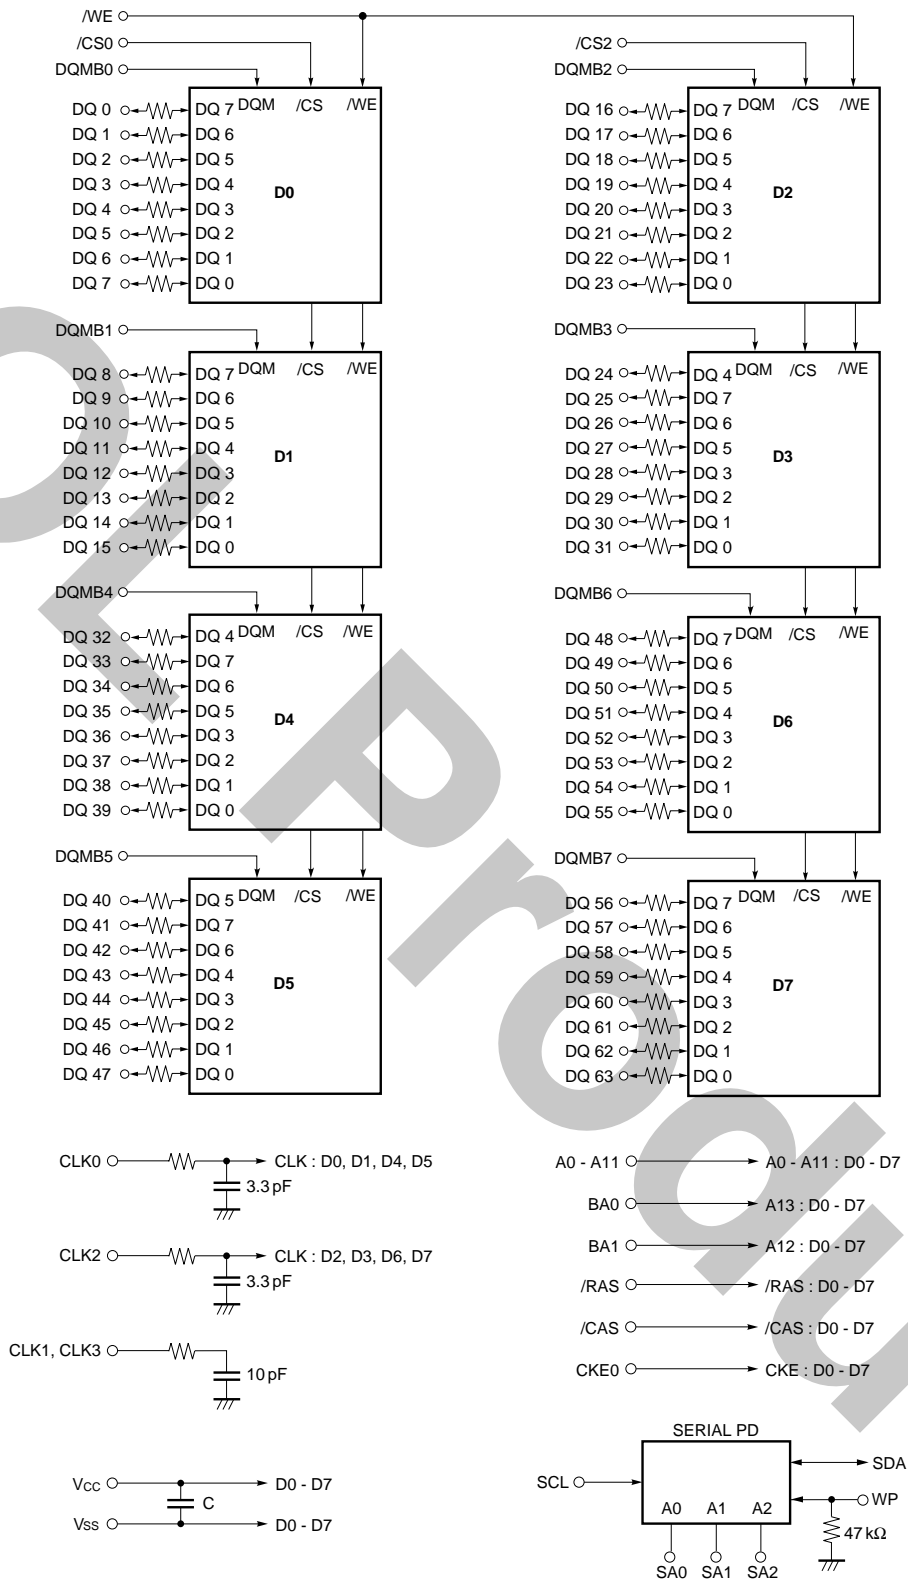 /WE
/CS0
/CS2
DQMB0
DQMB2
DQM /CS /WE
DQM /CS /WE
DQ 0 DQ 7
DQ 1 DQ 6
DQ 2 DQ 5
DQ 3 DQ 4
DQ 4 DQ 3
DQ 5 DQ 2
DQ 6 DQ 1
DQ 7 DQ 0
D0
DQ 16 DQ 7
DQ 17 DQ 6
DQ 18 DQ 5
DQ 19 DQ 4
DQ 20 DQ 3
DQ 21 DQ 2
DQ 22 DQ 1
DQ 23 DQ 0
D2
DQMB1
DQM /CS /WE
DQ 8 DQ 7
DQ 9 DQ 6
DQ 10 DQ 5
DQ 11 DQ 4
DQ 12 DQ 3
DQ 13 DQ 2
DQ 14 DQ 1
DQ 15 DQ 0
D1
DQMB3
DQM /CS /WE
DQ 24 DQ 4
DQ 25 DQ 7
DQ 26 DQ 6
DQ 27 DQ 5
DQ 28 DQ 3
DQ 29 DQ 2
DQ 30 DQ 1
DQ 31 DQ 0
D3
DQMB4
DQM /CS /WE
DQ 32 DQ 4
DQ 33 DQ 7
DQ 34 DQ 6
DQ 35 DQ 5
DQ 36 DQ 3
DQ 37 DQ 2
DQ 38 DQ 1
DQ 39 DQ 0
D4
DQMB6
DQM /CS /WE
DQ 48 DQ 7
DQ 49 DQ 6
DQ 50 DQ 5
DQ 51 DQ 4
DQ 52 DQ 3
DQ 53 DQ 2
DQ 54 DQ 1
DQ 55 DQ 0
D6
DQMB5
DQM /CS /WE
DQ 40 DQ 5
DQ 41 DQ 7
DQ 42 DQ 6
DQ 43 DQ 4
DQ 44 DQ 3
DQ 45 DQ 2
DQ 46 DQ 1
DQ 47 DQ 0
D5
DQMB7
DQM /CS /WE
DQ 56 DQ 7
DQ 57 DQ 6
DQ 58 DQ 5
DQ 59 DQ 4
DQ 60 DQ 3
DQ 61 DQ 2
DQ 62 DQ 1
DQ 63 DQ 0
D7
CLK0 CLK : D0, D1, D4, D5
3.3 pF
CLK2 CLK : D2, D3, D6, D7
3.3 pF
CLK1, CLK3
10 pF
VCC D0 - D7
C
VSS D0 - D7
A0 - A11 A0 - A11 : D0 - D7
BA0 A13 : D0 - D7
BA1 A12 : D0 - D7
/RAS /RAS : D0 - D7
/CAS /CAS : D0 - D7
CKE0 CKE : D0 - D7
SERIAL PD
SCL
SDA
WP
A0 A1 A2
47 kΩ
SA0 SA1 SA2
OL Produ